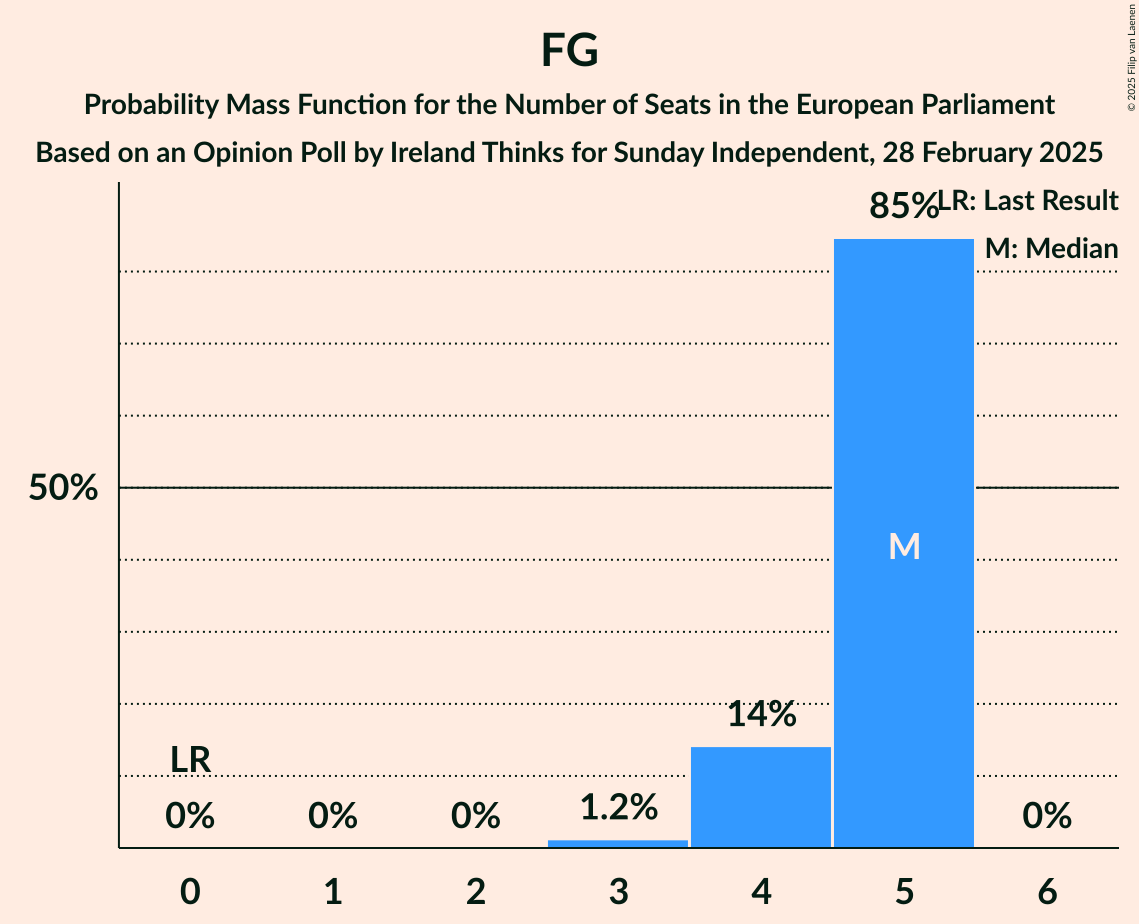 FG
Probability Mass Function for the Number of Seats in the European Parliament
Based on an Opinion Poll by Ireland Thinks for Sunday Independent, 28 February 2025
© 2025 Filip van Laenen
LR: Last Result
M: Median
85%
50%
M
14%
LR
1.2%
0% 0% 0% 0%
0 1 2 3 4 5 6